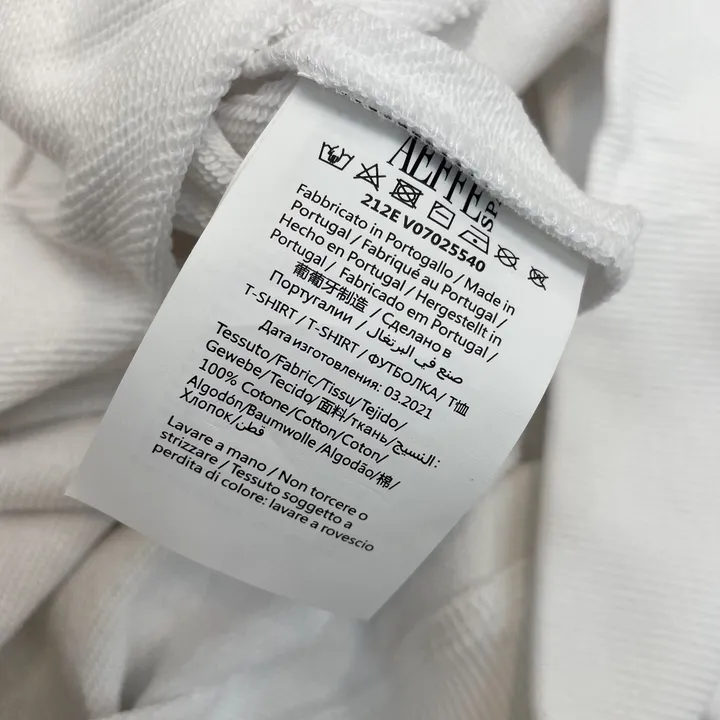 AEFFE SP.
212E V07025540
Fabbricato in Portogallo / Made in
Portugal / Fabriqué au Portugal /
Hecho en Portugal / Hergestellt in
Portugal / Fabricado em Portugal /
葡萄牙制造 / Сделано в
Португалии / صنع في البرتغال
T-SHIRT / T-SHIRT / ФУТБОЛКА / T恤
Дата изготовления: 03.2021
Tessuto/Fabric/Tissu/Tejido/
Gewebe/Tecido/面料/ткань/النسيج:
100% Cotone/Cotton/Coton/
Algodón/Baumwolle /Algodão/棉/
Хлопок/قطن
Lavare a mano / Non torcere o
strizzare / Tessuto soggetto a
perdita di colore: lavare a rovescio